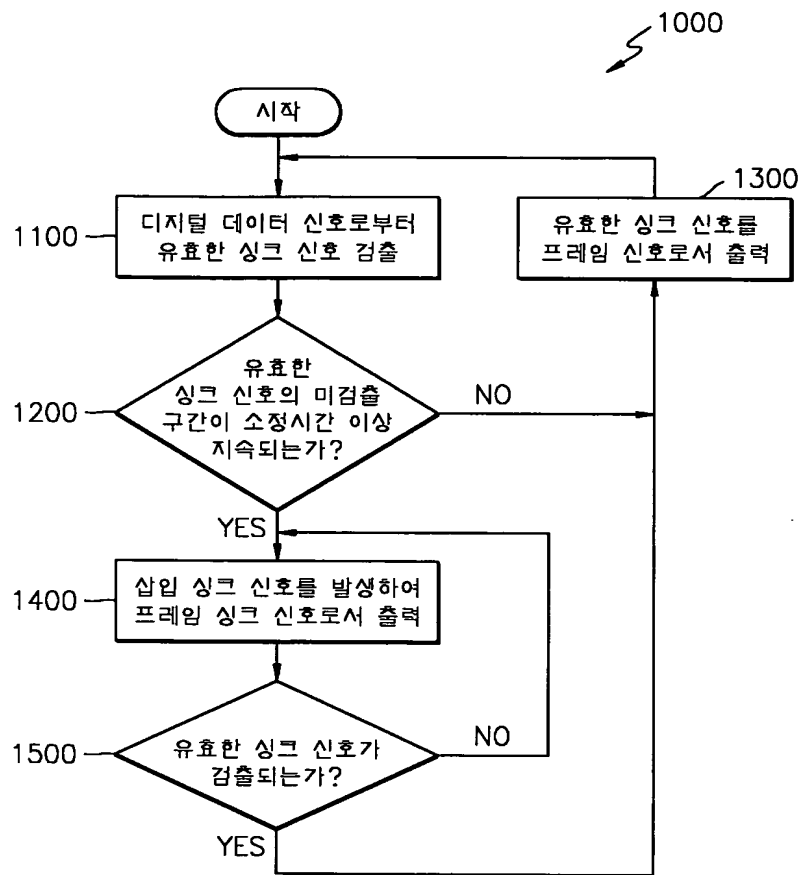 1000
시작
1100
디지털 데이터 신호로부터
유효한 싱크 신호 검출
1300
유효한 싱크 신호를
프레임 신호로서 출력
1200
유효한
싱크 신호의 미검출
구간이 소정시간 이상
지속되는가?
NO
YES
1400
삽입 싱크 신호를 발생하여
프레임 싱크 신호로서 출력
1500
유효한 싱크 신호가
검출되는가?
NO
YES